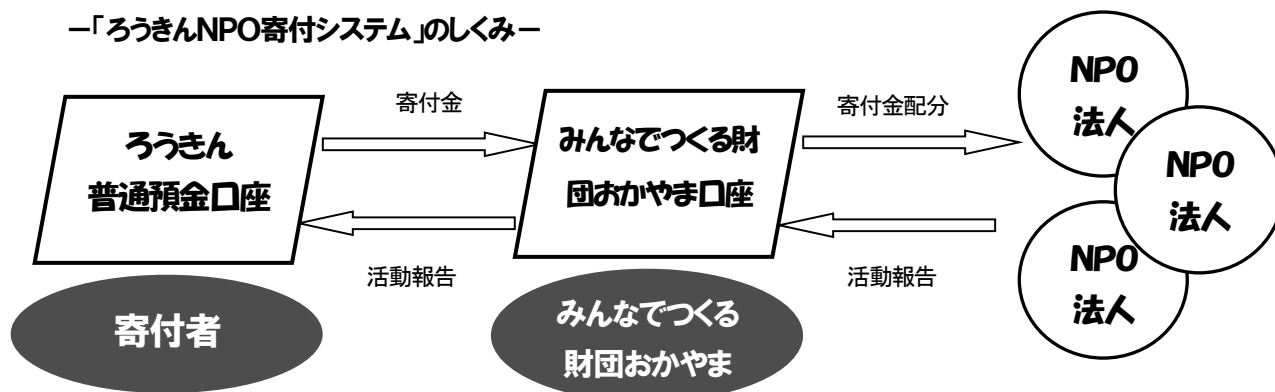 －「ろうきんNPO寄付システム」のしくみ－
ろうきん
普通預金口座
寄付金
活動報告
みんなでつくる財
団おかやま口座
寄付金配分
活動報告
NPO
法人
NPO
法人
NPO
法人
寄付者
みんなでつくる
財団おかやま